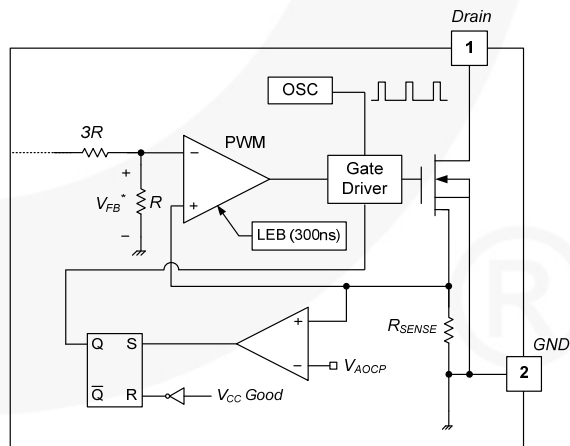 Drain
1
OSC
3R
PWM
Gate
Driver
−
+
+
V_FB*
R
−
LEB (300ns)
R_SENSE
GND
+
−
V_AOCP
2
Q
S
Q̅
R
V_CC Good
®